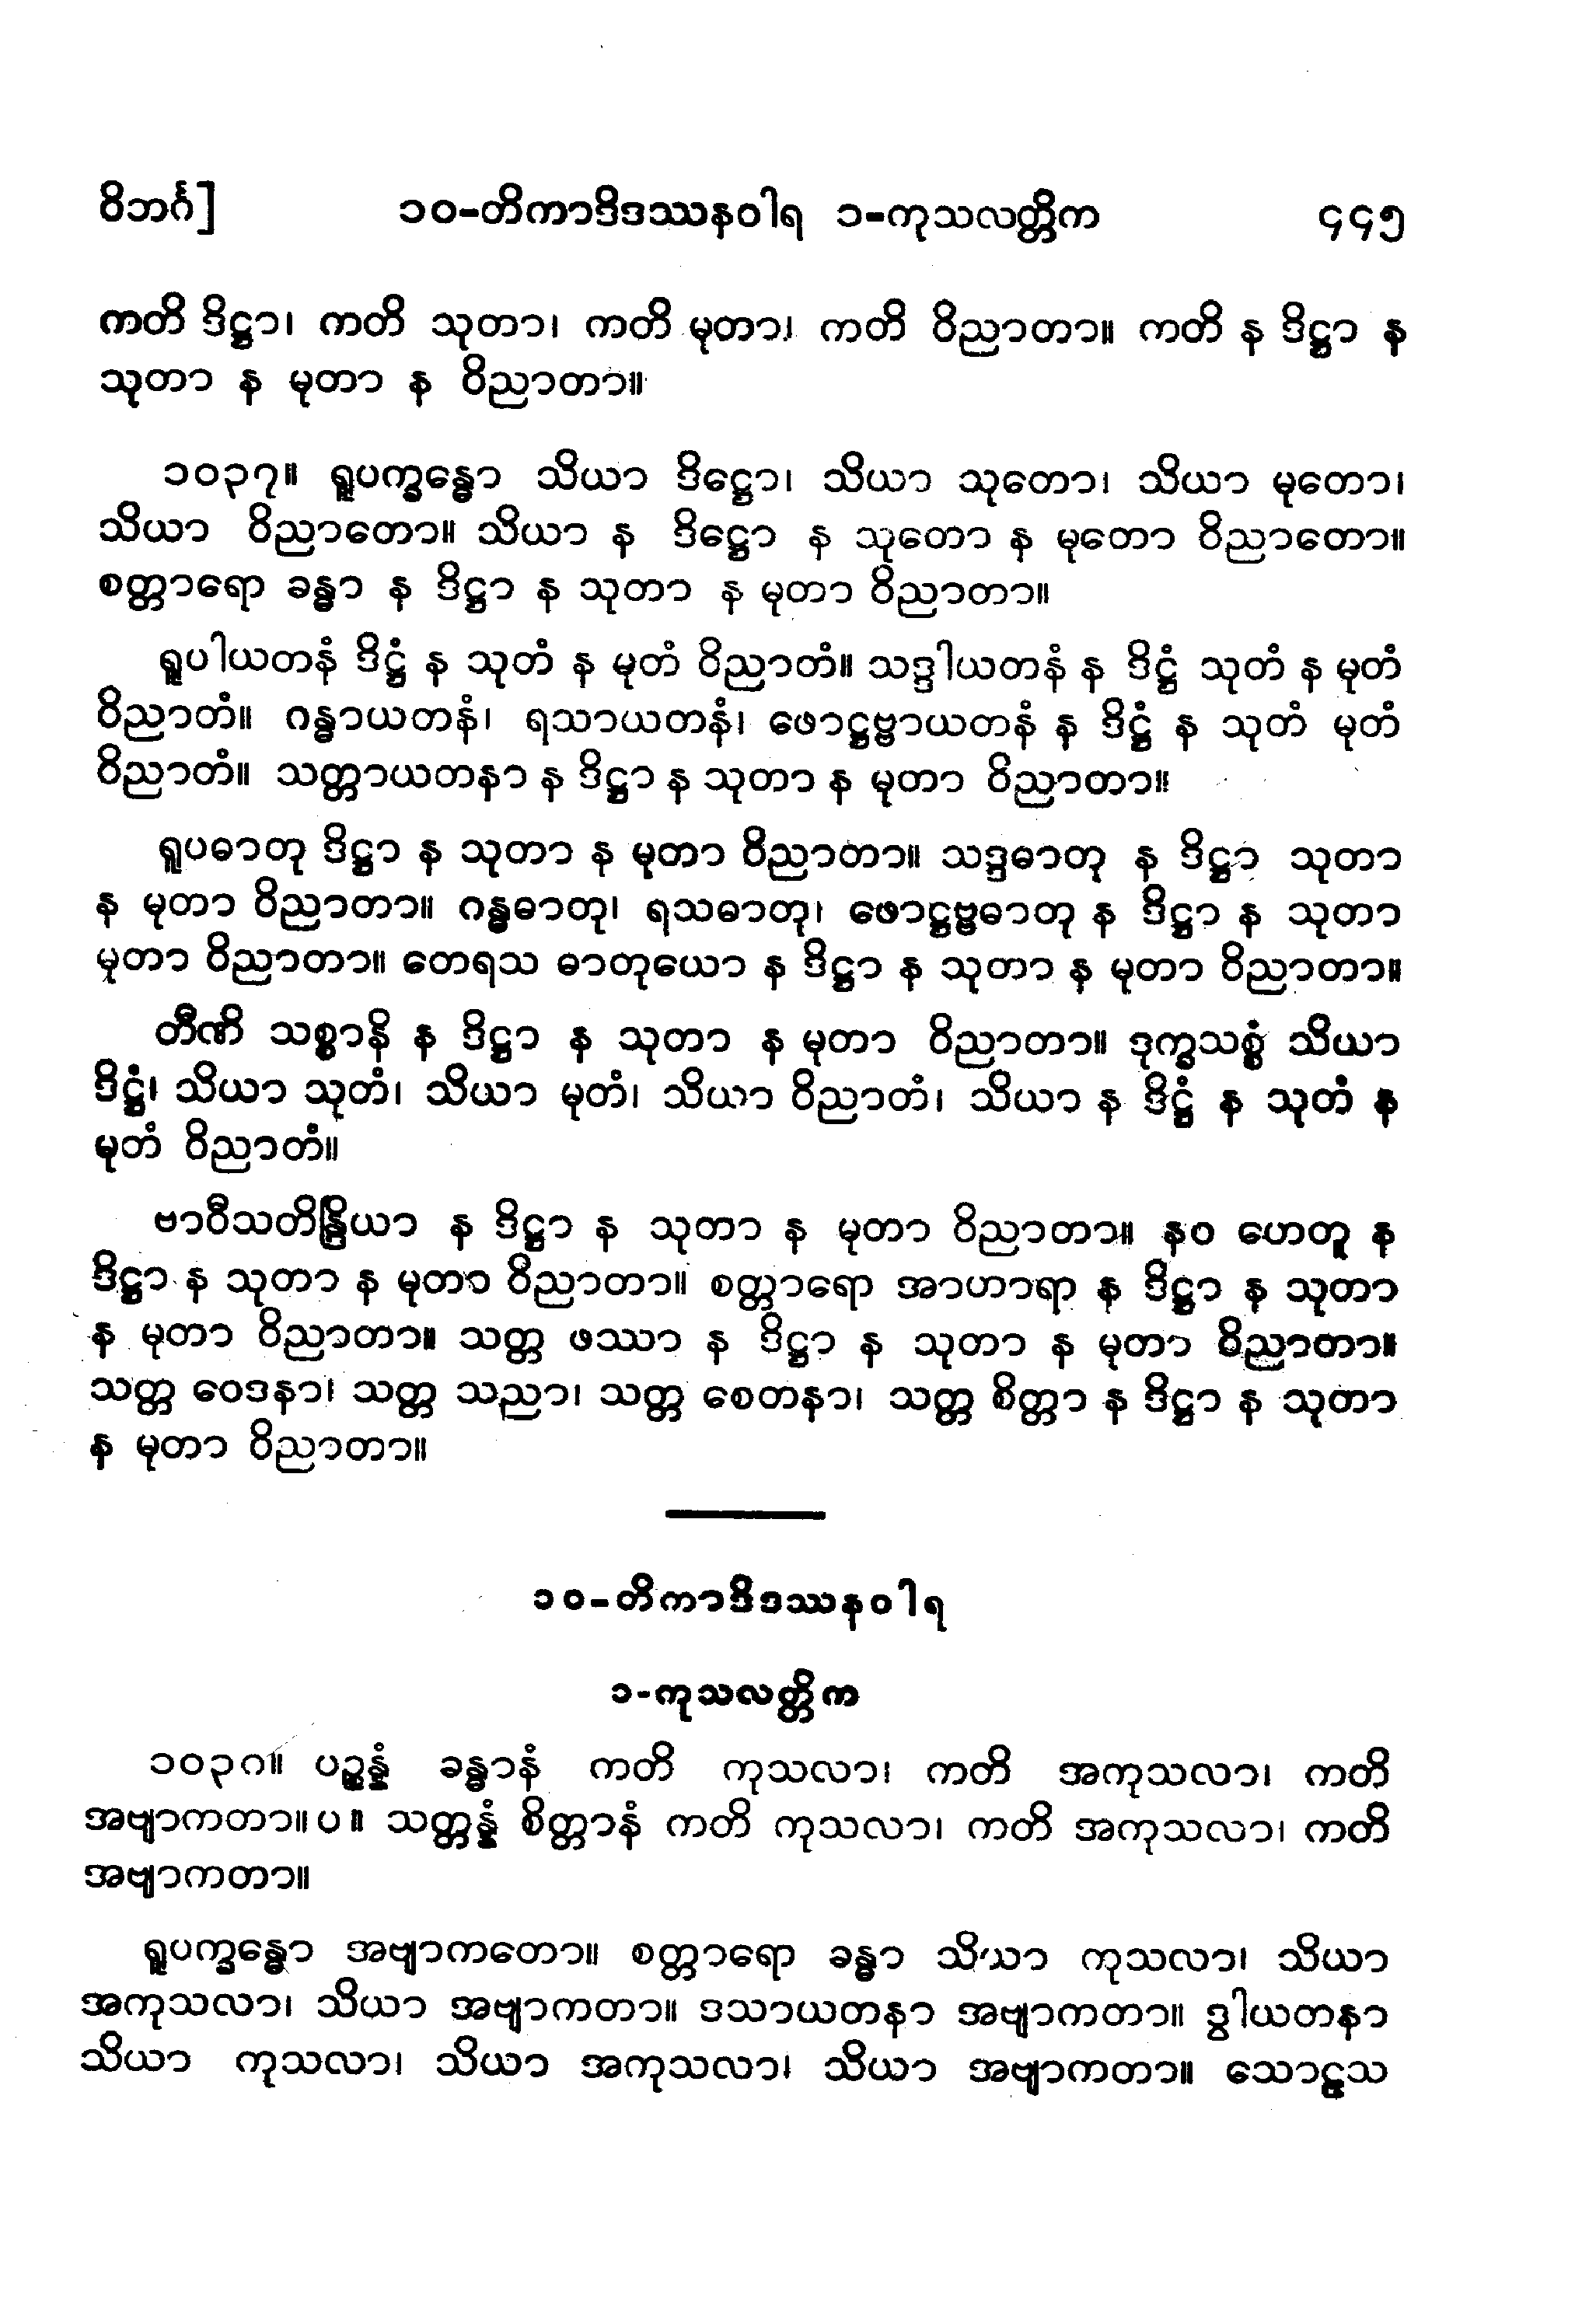 ဝိဘင်္ဂ] ၁၀-တိကာဒိဒဿနဝါရ ၁-ကုသလတ္တိက ၄၄၅
ကတိ ဒိဋ္ဌာ၊ ကတိ သုတာ၊ ကတိ မုတာ၊ ကတိ ဝိညာတာ။ ကတိ န ဒိဋ္ဌာ န
သုတာ န မုတာ န ဝိညာတာ။
၁၀၃၇။ ရူပက္ခန္ဓော သိယာ ဒိဋ္ဌော၊ သိယာ သုတော၊ သိယာ မုတော၊
သိယာ ဝိညာတော။ သိယာ န ဒိဋ္ဌော န သုတော န မုတော ဝိညာတော။
စတ္တာရော ခန္ဓာ န ဒိဋ္ဌာ န သုတာ န မုတာ ဝိညာတာ။
ရူပါယတနံ ဒိဋ္ဌံ န သုတံ န မုတံ ဝိညာတံ။ သဒ္ဒါယတနံ န ဒိဋ္ဌံ သုတံ န မုတံ
ဝိညာတံ။ ဂန္ဓာယတနံ၊ ရသာယတနံ၊ ဖောဋ္ဌဗ္ဗာယတနံ န ဒိဋ္ဌံ န သုတံ မုတံ
ဝိညာတံ။ သတ္တာယတနာ န ဒိဋ္ဌာ န သုတာ န မုတာ ဝိညာတာ။
ရူပဓာတု ဒိဋ္ဌာ န သုတာ န မုတာ ဝိညာတာ။ သဒ္ဒဓာတု န ဒိဋ္ဌာ သုတာ
န မုတာ ဝိညာတာ။ ဂန္ဓဓာတု၊ ရသဓာတု၊ ဖောဋ္ဌဗ္ဗဓာတု န ဒိဋ္ဌာ န သုတာ
မုတာ ဝိညာတာ။ တေရသ ဓာတုယော န ဒိဋ္ဌာ န သုတာ န မုတာ ဝိညာတာ။
တီဏိ သစ္စာနိ န ဒိဋ္ဌာ န သုတာ န မုတာ ဝိညာတာ။ ဒုက္ခသစ္စံ သိယာ
ဒိဋ္ဌံ၊ သိယာ သုတံ၊ သိယာ မုတံ၊ သိယာ ဝိညာတံ၊ သိယာ န ဒိဋ္ဌံ န သုတံ န
မုတံ ဝိညာတံ။
ဗာဝီသတိန္ဒြိယာ န ဒိဋ္ဌာ န သုတာ န မုတာ ဝိညာတာ။ နဝ ဟေတူ န
ဒိဋ္ဌာ န သုတာ န မုတာ ဝိညာတာ။ စတ္တာရော အာဟာရာ န ဒိဋ္ဌာ န သုတာ
န မုတာ ဝိညာတာ။ သတ္တ ဖဿာ န ဒိဋ္ဌာ န သုတာ န မုတာ ဝိညာတာ။
သတ္တ ဝေဒနာ၊ သတ္တ သညာ၊ သတ္တ စေတနာ၊ သတ္တ စိတ္တာ န ဒိဋ္ဌာ န သုတာ
န မုတာ ဝိညာတာ။
၁၀-တိကာဒိဒဿနဝါရ
၁-ကုသလတ္တိက
၁၀၃၈။ ပဉ္စန္နံ ခန္ဓာနံ ကတိ ကုသလာ၊ ကတိ အကုသလာ၊ ကတိ
အဗျာကတာ။ပ။ သတ္တန္နံ စိတ္တာနံ ကတိ ကုသလာ၊ ကတိ အကုသလာ၊ ကတိ
အဗျာကတာ။
ရူပက္ခန္ဓော အဗျာကတော။ စတ္တာရော ခန္ဓာ သိယာ ကုသလာ၊ သိယာ
အကုသလာ၊ သိယာ အဗျာကတာ။ ဒသာယတနာ အဗျာကတာ။ ဒွါယတနာ
သိယာ ကုသလာ၊ သိယာ အကုသလာ၊ သိယာ အဗျာကတာ။ သောဠသ